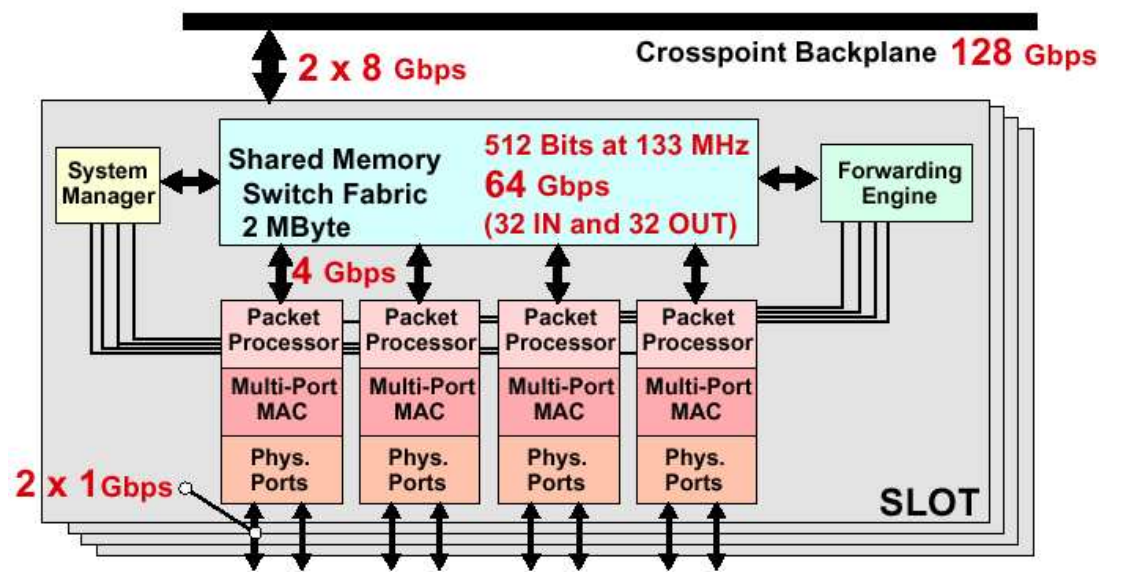 Crosspoint Backplane 128 Gbps
2 x 8 Gbps
System
Manager
Shared Memory
Switch Fabric
2 MByte
512 Bits at 133 MHz
64 Gbps
(32 IN and 32 OUT)
Forwarding
Engine
4 Gbps
Packet
Processor
Multi-Port
MAC
Phys.
Ports
Packet
Processor
Multi-Port
MAC
Phys.
Ports
Packet
Processor
Multi-Port
MAC
Phys.
Ports
Packet
Processor
Multi-Port
MAC
Phys.
Ports
2 x 1Gbps
SLOT